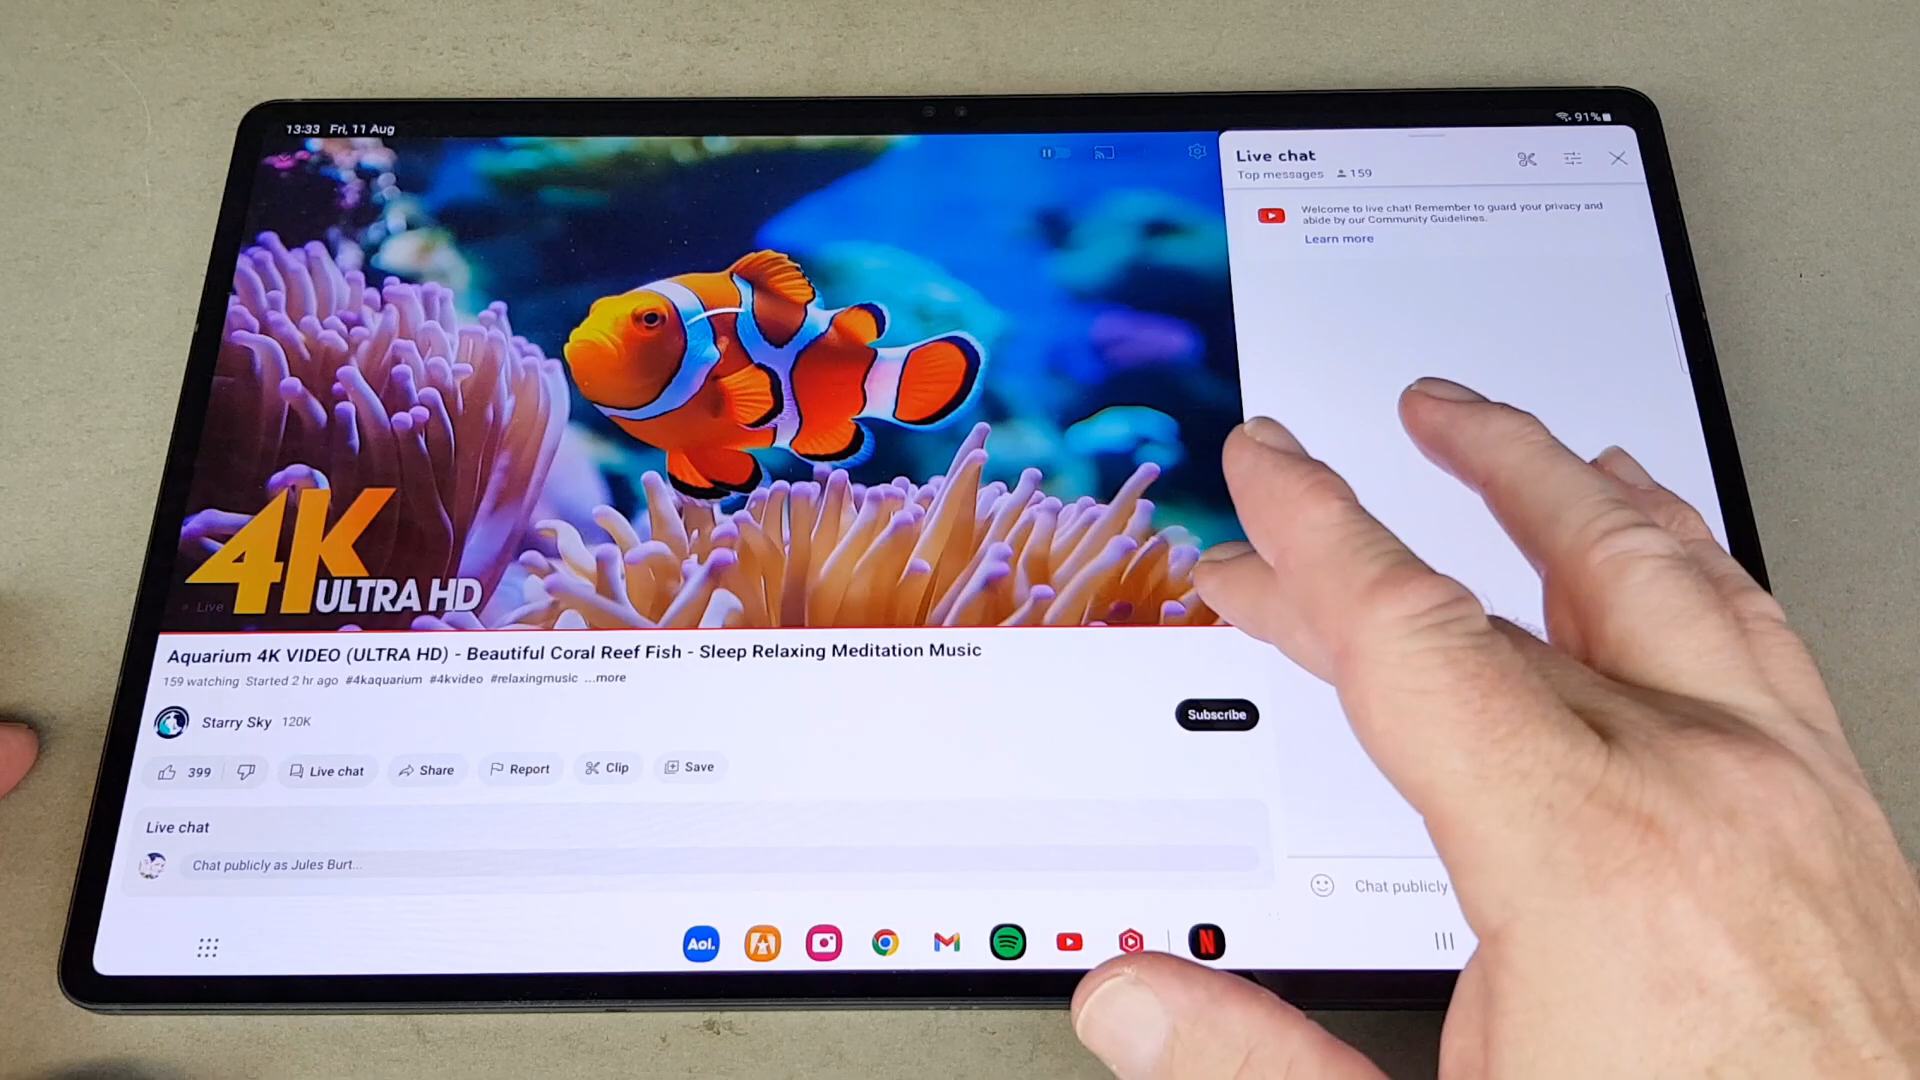 13:33 Fri, 11 Aug
91%
Live chat
Top messages 159
Welcome to live chat! Remember to guard your privacy and
abide by our Community Guidelines.
Learn more
4K
ULTRA HD
Live
Aquarium 4K VIDEO (ULTRA HD) - Beautiful Coral Reef Fish - Sleep Relaxing Meditation Music
159 watching Started 2 hr ago #4kaquarium #4kvideo #relaxingmusic ...more
Starry Sky 120K
Subscribe
399 Live chat Share Report Clip Save
Live chat
Chat publicly as Jules Burt...
Chat publicly
Aol.
N